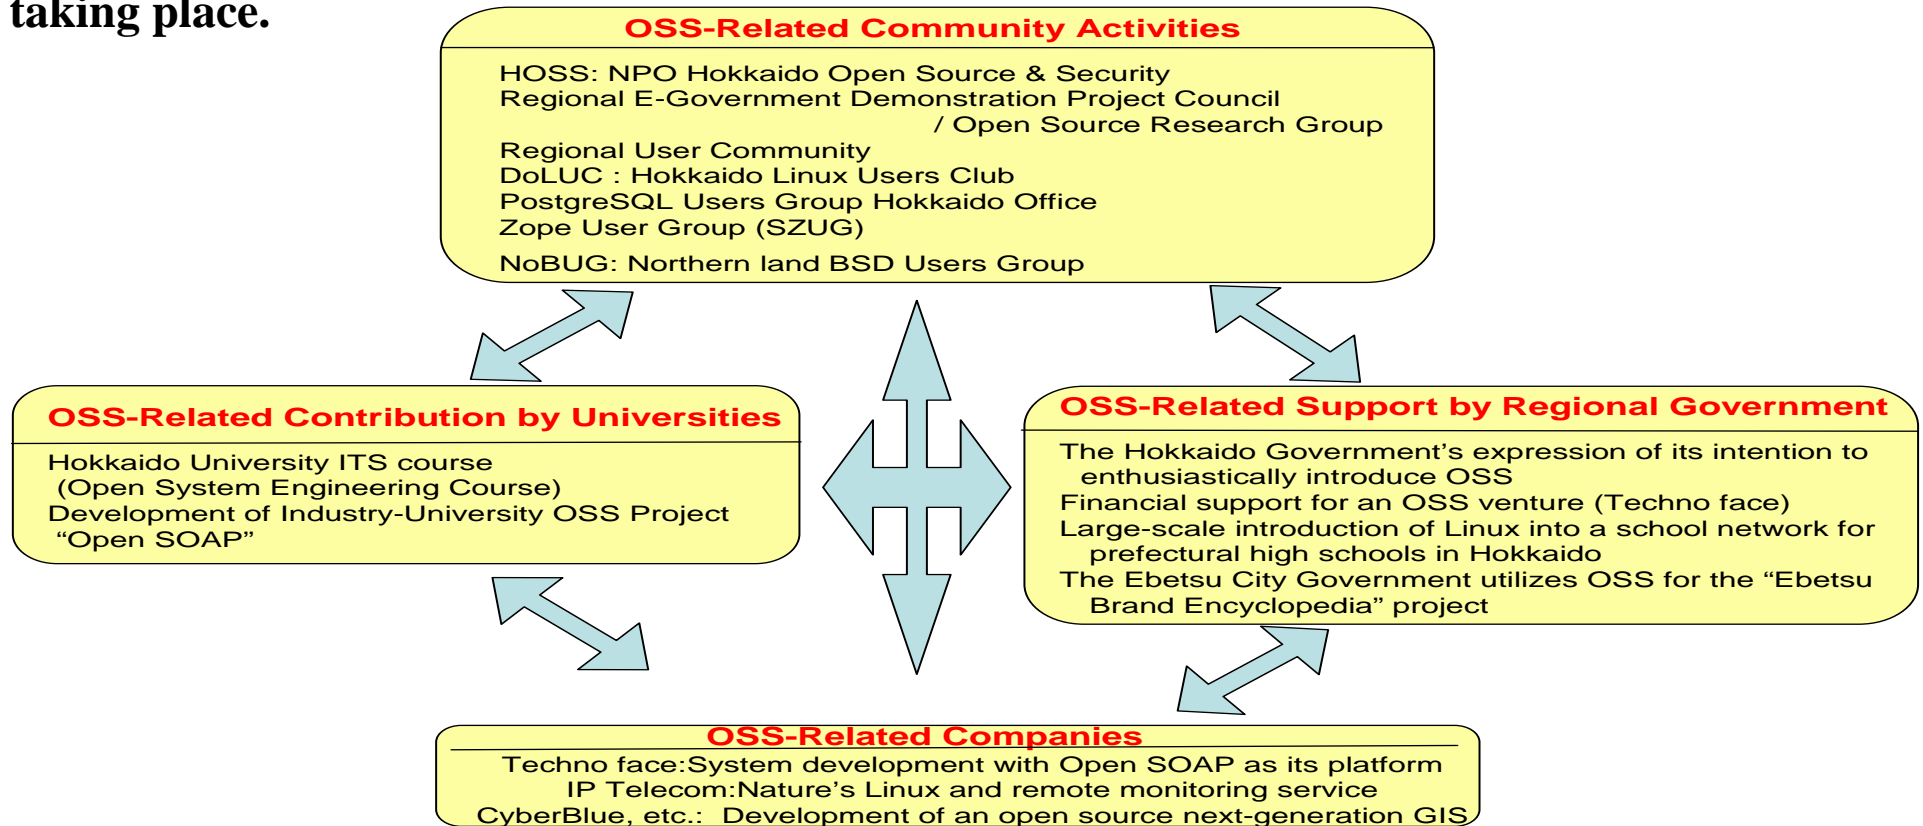 taking place.
OSS-Related Community Activities
HOSS: NPO Hokkaido Open Source & Security
Regional E-Government Demonstration Project Council
/ Open Source Research Group
Regional User Community
DoLUC : Hokkaido Linux Users Club
PostgreSQL Users Group Hokkaido Office
Zope User Group (SZUG)
NoBUG: Northern land BSD Users Group
OSS-Related Contribution by Universities
Hokkaido University ITS course
(Open System Engineering Course)
Development of Industry-University OSS Project
“Open SOAP”
OSS-Related Support by Regional Government
The Hokkaido Government’s expression of its intention to
enthusiastically introduce OSS
Financial support for an OSS venture (Techno face)
Large-scale introduction of Linux into a school network for
prefectural high schools in Hokkaido
The Ebetsu City Government utilizes OSS for the “Ebetsu
Brand Encyclopedia” project
OSS-Related Companies
Techno face:System development with Open SOAP as its platform
IP Telecom:Nature’s Linux and remote monitoring service
CyberBlue, etc.: Development of an open source next-generation GIS